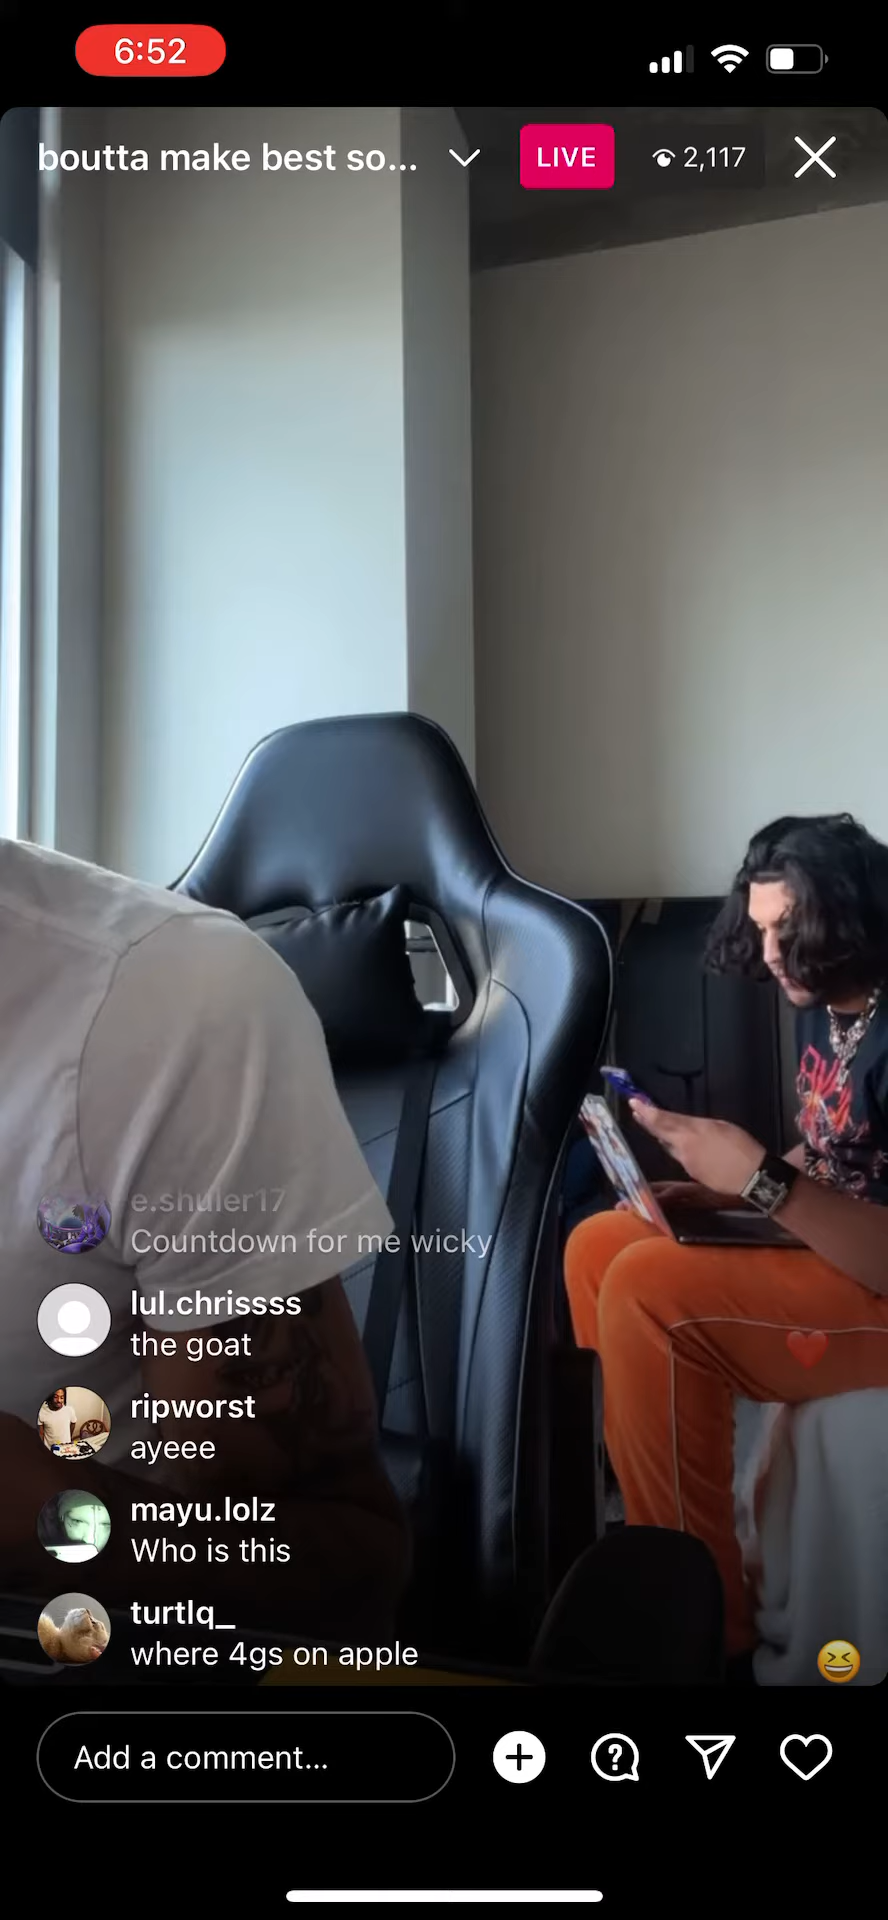 6:52
boutta make best so...
LIVE
2,117
e.shuler17
Countdown for me wicky
lul.chrissss
the goat
ripworst
ayeee
mayu.lolz
Who is this
turtlq_
where 4gs on apple
Add a comment...